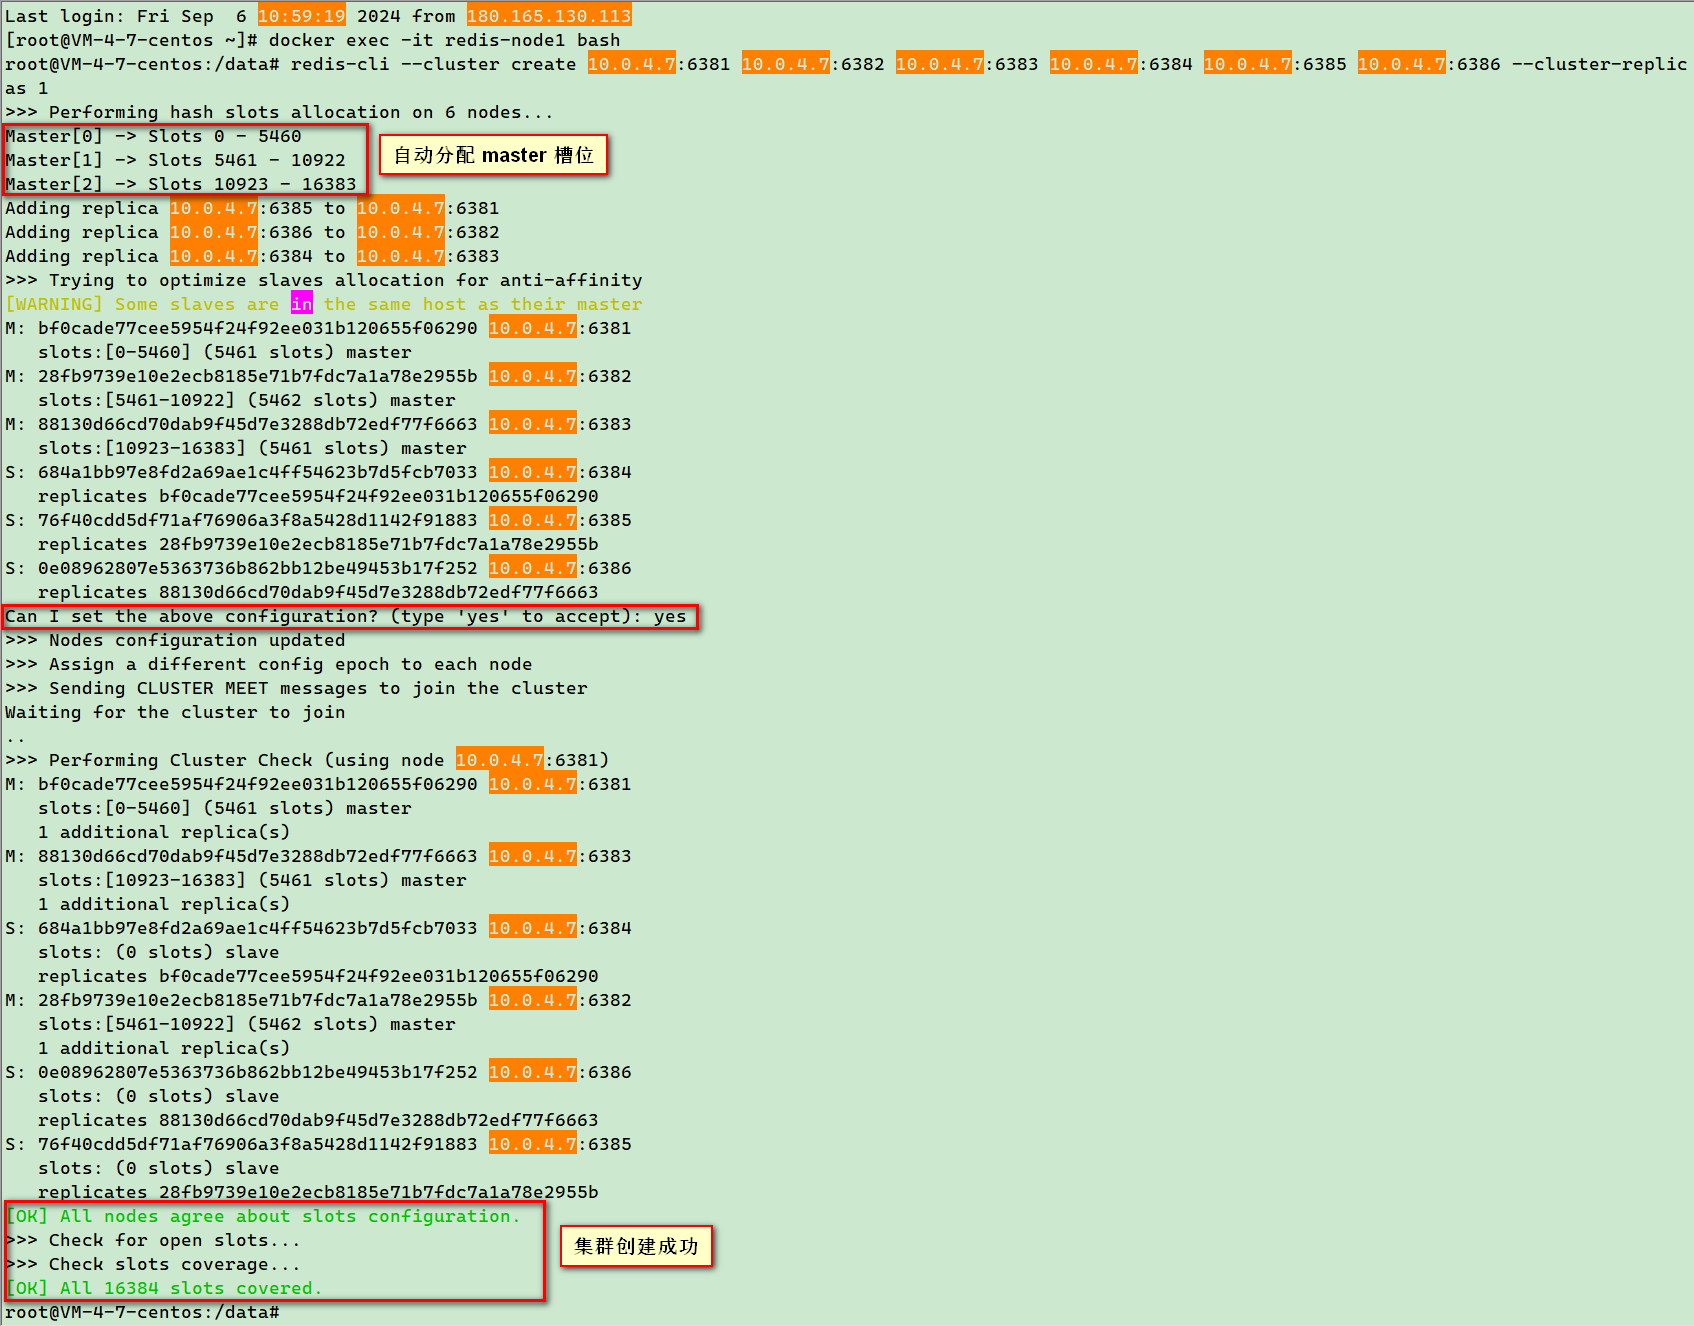 Last login: Fri Sep  6 10:59:19 2024 from 180.165.130.113
[root@VM-4-7-centos ~]# docker exec -it redis-node1 bash
root@VM-4-7-centos:/data# redis-cli --cluster create 10.0.4.7:6381 10.0.4.7:6382 10.0.4.7:6383 10.0.4.7:6384 10.0.4.7:6385 10.0.4.7:6386 --cluster-replic
as 1
>>> Performing hash slots allocation on 6 nodes...
Master[0] -> Slots 0 - 5460
Master[1] -> Slots 5461 - 10922
自动分配 master 槽位
Master[2] -> Slots 10923 - 16383
Adding replica 10.0.4.7:6385 to 10.0.4.7:6381
Adding replica 10.0.4.7:6386 to 10.0.4.7:6382
Adding replica 10.0.4.7:6384 to 10.0.4.7:6383
>>> Trying to optimize slaves allocation for anti-affinity
[WARNING] Some slaves are in the same host as their master
M: bf0cade77cee5954f24f92ee031b120655f06290 10.0.4.7:6381
   slots:[0-5460] (5461 slots) master
M: 28fb9739e10e2ecb8185e71b7fdc7a1a78e2955b 10.0.4.7:6382
   slots:[5461-10922] (5462 slots) master
M: 88130d66cd70dab9f45d7e3288db72edf77f6663 10.0.4.7:6383
   slots:[10923-16383] (5461 slots) master
S: 684a1bb97e8fd2a69ae1c4ff54623b7d5fcb7033 10.0.4.7:6384
   replicates bf0cade77cee5954f24f92ee031b120655f06290
S: 76f40cdd5df71af76906a3f8a5428d1142f91883 10.0.4.7:6385
   replicates 28fb9739e10e2ecb8185e71b7fdc7a1a78e2955b
S: 0e08962807e5363736b862bb12be49453b17f252 10.0.4.7:6386
   replicates 88130d66cd70dab9f45d7e3288db72edf77f6663
Can I set the above configuration? (type 'yes' to accept): yes
>>> Nodes configuration updated
>>> Assign a different config epoch to each node
>>> Sending CLUSTER MEET messages to join the cluster
Waiting for the cluster to join
..
>>> Performing Cluster Check (using node 10.0.4.7:6381)
M: bf0cade77cee5954f24f92ee031b120655f06290 10.0.4.7:6381
   slots:[0-5460] (5461 slots) master
   1 additional replica(s)
M: 88130d66cd70dab9f45d7e3288db72edf77f6663 10.0.4.7:6383
   slots:[10923-16383] (5461 slots) master
   1 additional replica(s)
S: 684a1bb97e8fd2a69ae1c4ff54623b7d5fcb7033 10.0.4.7:6384
   slots: (0 slots) slave
   replicates bf0cade77cee5954f24f92ee031b120655f06290
M: 28fb9739e10e2ecb8185e71b7fdc7a1a78e2955b 10.0.4.7:6382
   slots:[5461-10922] (5462 slots) master
   1 additional replica(s)
S: 0e08962807e5363736b862bb12be49453b17f252 10.0.4.7:6386
   slots: (0 slots) slave
   replicates 88130d66cd70dab9f45d7e3288db72edf77f6663
S: 76f40cdd5df71af76906a3f8a5428d1142f91883 10.0.4.7:6385
   slots: (0 slots) slave
   replicates 28fb9739e10e2ecb8185e71b7fdc7a1a78e2955b
[OK] All nodes agree about slots configuration.
>>> Check for open slots...
集群创建成功
>>> Check slots coverage...
[OK] All 16384 slots covered.
root@VM-4-7-centos:/data#